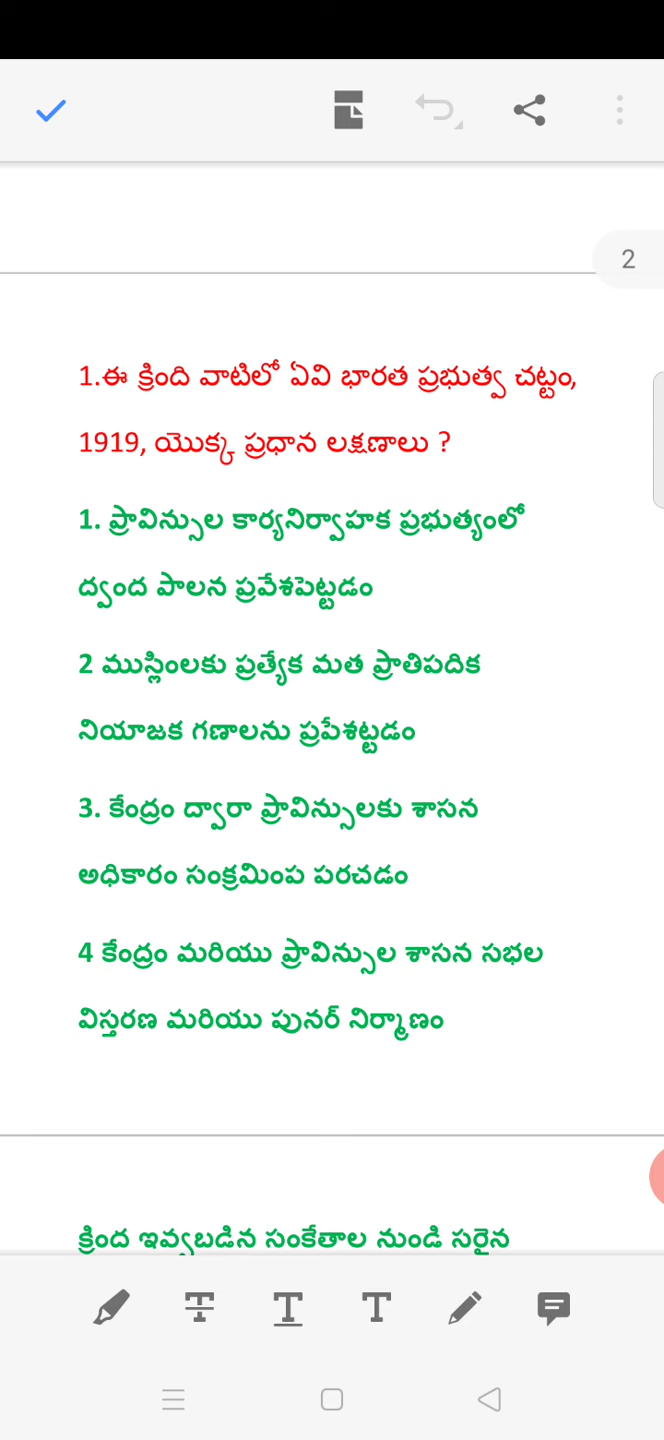 2
1.ఈ క్రింది వాటిలో ఏవి భారత ప్రభుత్వ చట్టం,
1919, యొక్క ప్రధాన లక్షణాలు ?
1. ప్రావిన్సుల కార్యనిర్వాహక ప్రభుత్యంలో
ద్వంద పాలన ప్రవేశపెట్టడం
2 ముస్లింలకు ప్రత్యేక మత ప్రాతిపదిక
నియాజక గణాలను ప్రపేశట్టడం
3. కేంద్రం ద్వారా ప్రావిన్సులకు శాసన
అధికారం సంక్రమింప పరచడం
4 కేంద్రం మరియు ప్రావిన్సుల శాసన సభల
విస్తరణ మరియు పునర్ నిర్మాణం
క్రింద ఇవ్వబడిన సంకేతాల నుండి సరైన